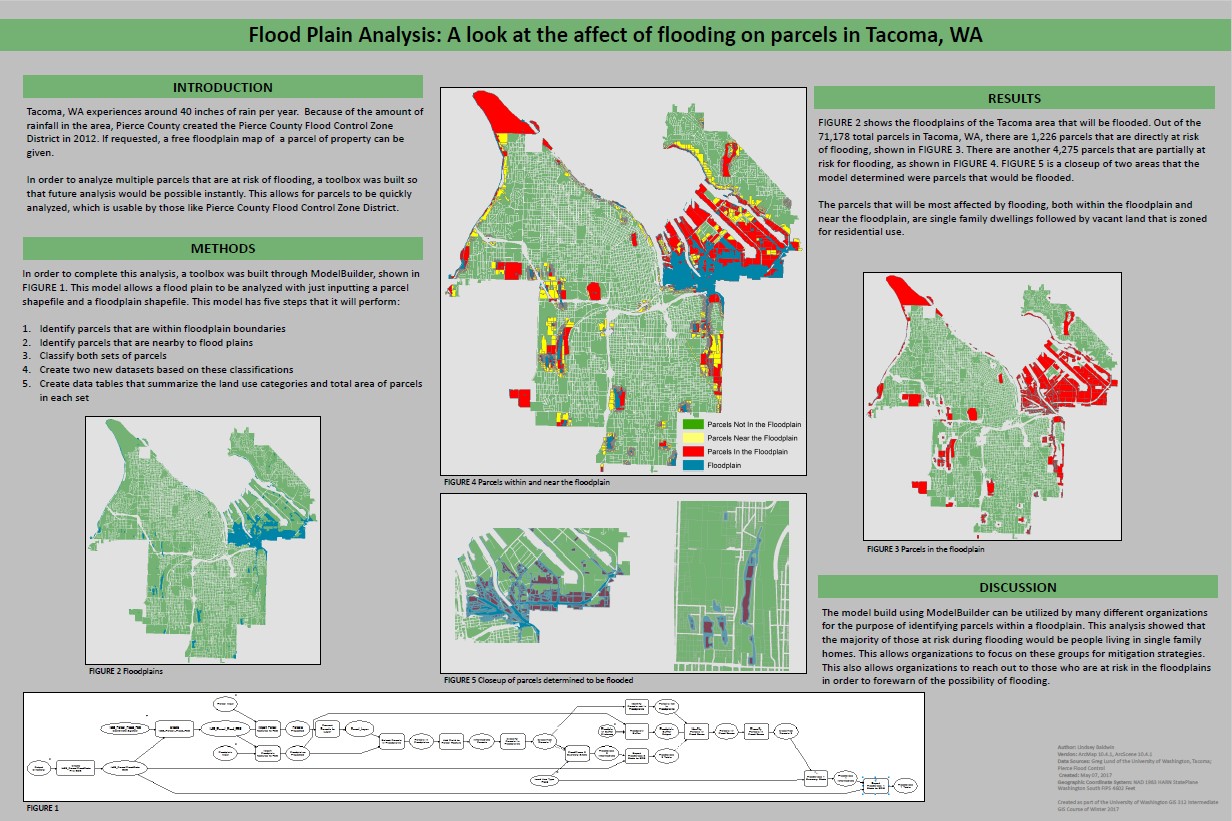 Flood Plain Analysis: A look at the affect of flooding on parcels in Tacoma, WA
INTRODUCTION
Tacoma, WA experiences around 40 inches of rain per year. Because of the amount of
rainfall in the area, Pierce County created the Pierce County Flood Control Zone
District in 2012. If requested, a free floodplain map of a parcel of property can be
given.
In order to analyze multiple parcels that are at risk of flooding, a toolbox was built so
that future analysis would be possible instantly. This allows for parcels to be quickly
analyzed, which is usable by those like Pierce County Flood Control Zone District.
METHODS
In order to complete this analysis, a toolbox was built through ModelBuilder, shown in
FIGURE 1. This model allows a flood plain to be analyzed with just inputting a parcel
shapefile and a floodplain shapefile. This model has five steps that it will perform:
1. Identify parcels that are within floodplain boundaries
2. Identify parcels that are nearby to flood plains
3. Classify both sets of parcels
4. Create two new datasets based on these classifications
5. Create data tables that summarize the land use categories and total area of parcels
in each set
FIGURE 2 Floodplains
Parcels Not In the Floodplain
Parcels Near the Floodplain
Parcels In the Floodplain
Floodplain
FIGURE 4 Parcels within and near the floodplain
FIGURE 5 Closeup of parcels determined to be flooded
RESULTS
FIGURE 2 shows the floodplains of the Tacoma area that will be flooded. Out of the
71,178 total parcels in Tacoma, WA, there are 1,226 parcels that are directly at risk
of flooding, shown in FIGURE 3. There are another 4,275 parcels that are partially at
risk for flooding, as shown in FIGURE 4. FIGURE 5 is a closeup of two areas that the
model determined were parcels that would be flooded.
The parcels that will be most affected by flooding, both within the floodplain and
near the floodplain, are single family dwellings followed by vacant land that is zoned
for residential use.
FIGURE 3 Parcels in the floodplain
DISCUSSION
The model build using ModelBuilder can be utilized by many different organizations
for the purpose of identifying parcels within a floodplain. This analysis showed that
the majority of those at risk during flooding would be people living in single family
homes. This allows organizations to focus on these groups for mitigation strategies.
This also allows organizations to reach out to those who are at risk in the floodplains
in order to forewarn of the possibility of flooding.
FIGURE 1
Author: Lindsey Baldwin
Version: ArcMap 10.4.1, ArcScene 10.4.1
Data Sources: Greg Lund of the University of Washington, Tacoma;
Pierce Flood Control
Created: May 07, 2017
Geographic Coordinate System: NAD 1983 HARN StatePlane
Washington South FIPS 4602 Feet
Created as part of the University of Washington GIS 312 Intermediate
GIS Course of Winter 2017